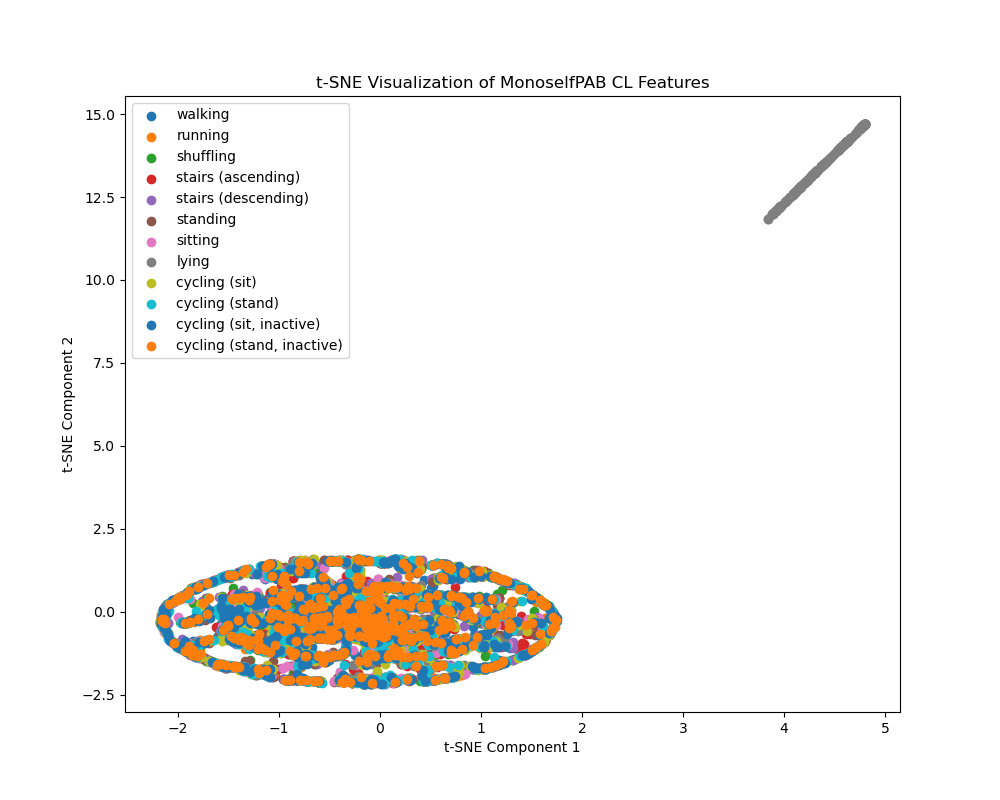 t-SNE Visualization of MonoselfPAB CL Features
15.0
12.5
10.0
7.5
5.0
2.5
0.0
−2.5
t-SNE Component 2
walking
running
shuffling
stairs (ascending)
stairs (descending)
standing
sitting
lying
cycling (sit)
cycling (stand)
cycling (sit, inactive)
cycling (stand, inactive)
−2 −1 0 1 2 3 4 5
t-SNE Component 1